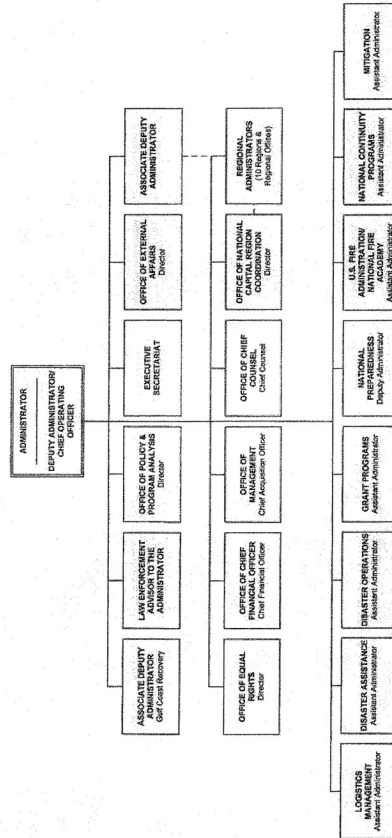 ADMINISTRATOR
DEPUTY ADMINISTRATOR/
CHIEF OPERATING
OFFICER
ASSOCIATE DEPUTY
ADMINISTRATOR
Gulf Coast Recovery
LAW ENFORCEMENT
ADVISOR TO THE
ADMINISTRATOR
OFFICE OF POLICY &
PROGRAM ANALYSIS
Director
EXECUTIVE
SECRETARIAT
OFFICE OF EXTERNAL
AFFAIRS
Director
ASSOCIATE DEPUTY
ADMINISTRATOR
OFFICE OF EQUAL
RIGHTS
Director
OFFICE OF CHIEF
FINANCIAL OFFICER
Chief Financial Officer
OFFICE OF
MANAGEMENT
Chief Acquisition Officer
OFFICE OF CHIEF
COUNSEL
Chief Counsel
OFFICE OF NATIONAL
CAPITAL REGION
COORDINATION
Director
REGIONAL
ADMINISTRATORS
(10 Regions &
Regional Offices)
LOGISTICS
MANAGEMENT
Assistant Administrator
DISASTER ASSISTANCE
Assistant Administrator
DISASTER OPERATIONS
Assistant Administrator
GRANT PROGRAMS
Assistant Administrator
NATIONAL
PREPAREDNESS
Deputy Administrator
U.S. FIRE
ADMINISTRATION/
NATIONAL FIRE
ACADEMY
Assistant Administrator
NATIONAL CONTINUITY
PROGRAMS
Assistant Administrator
MITIGATION
Assistant Administrator